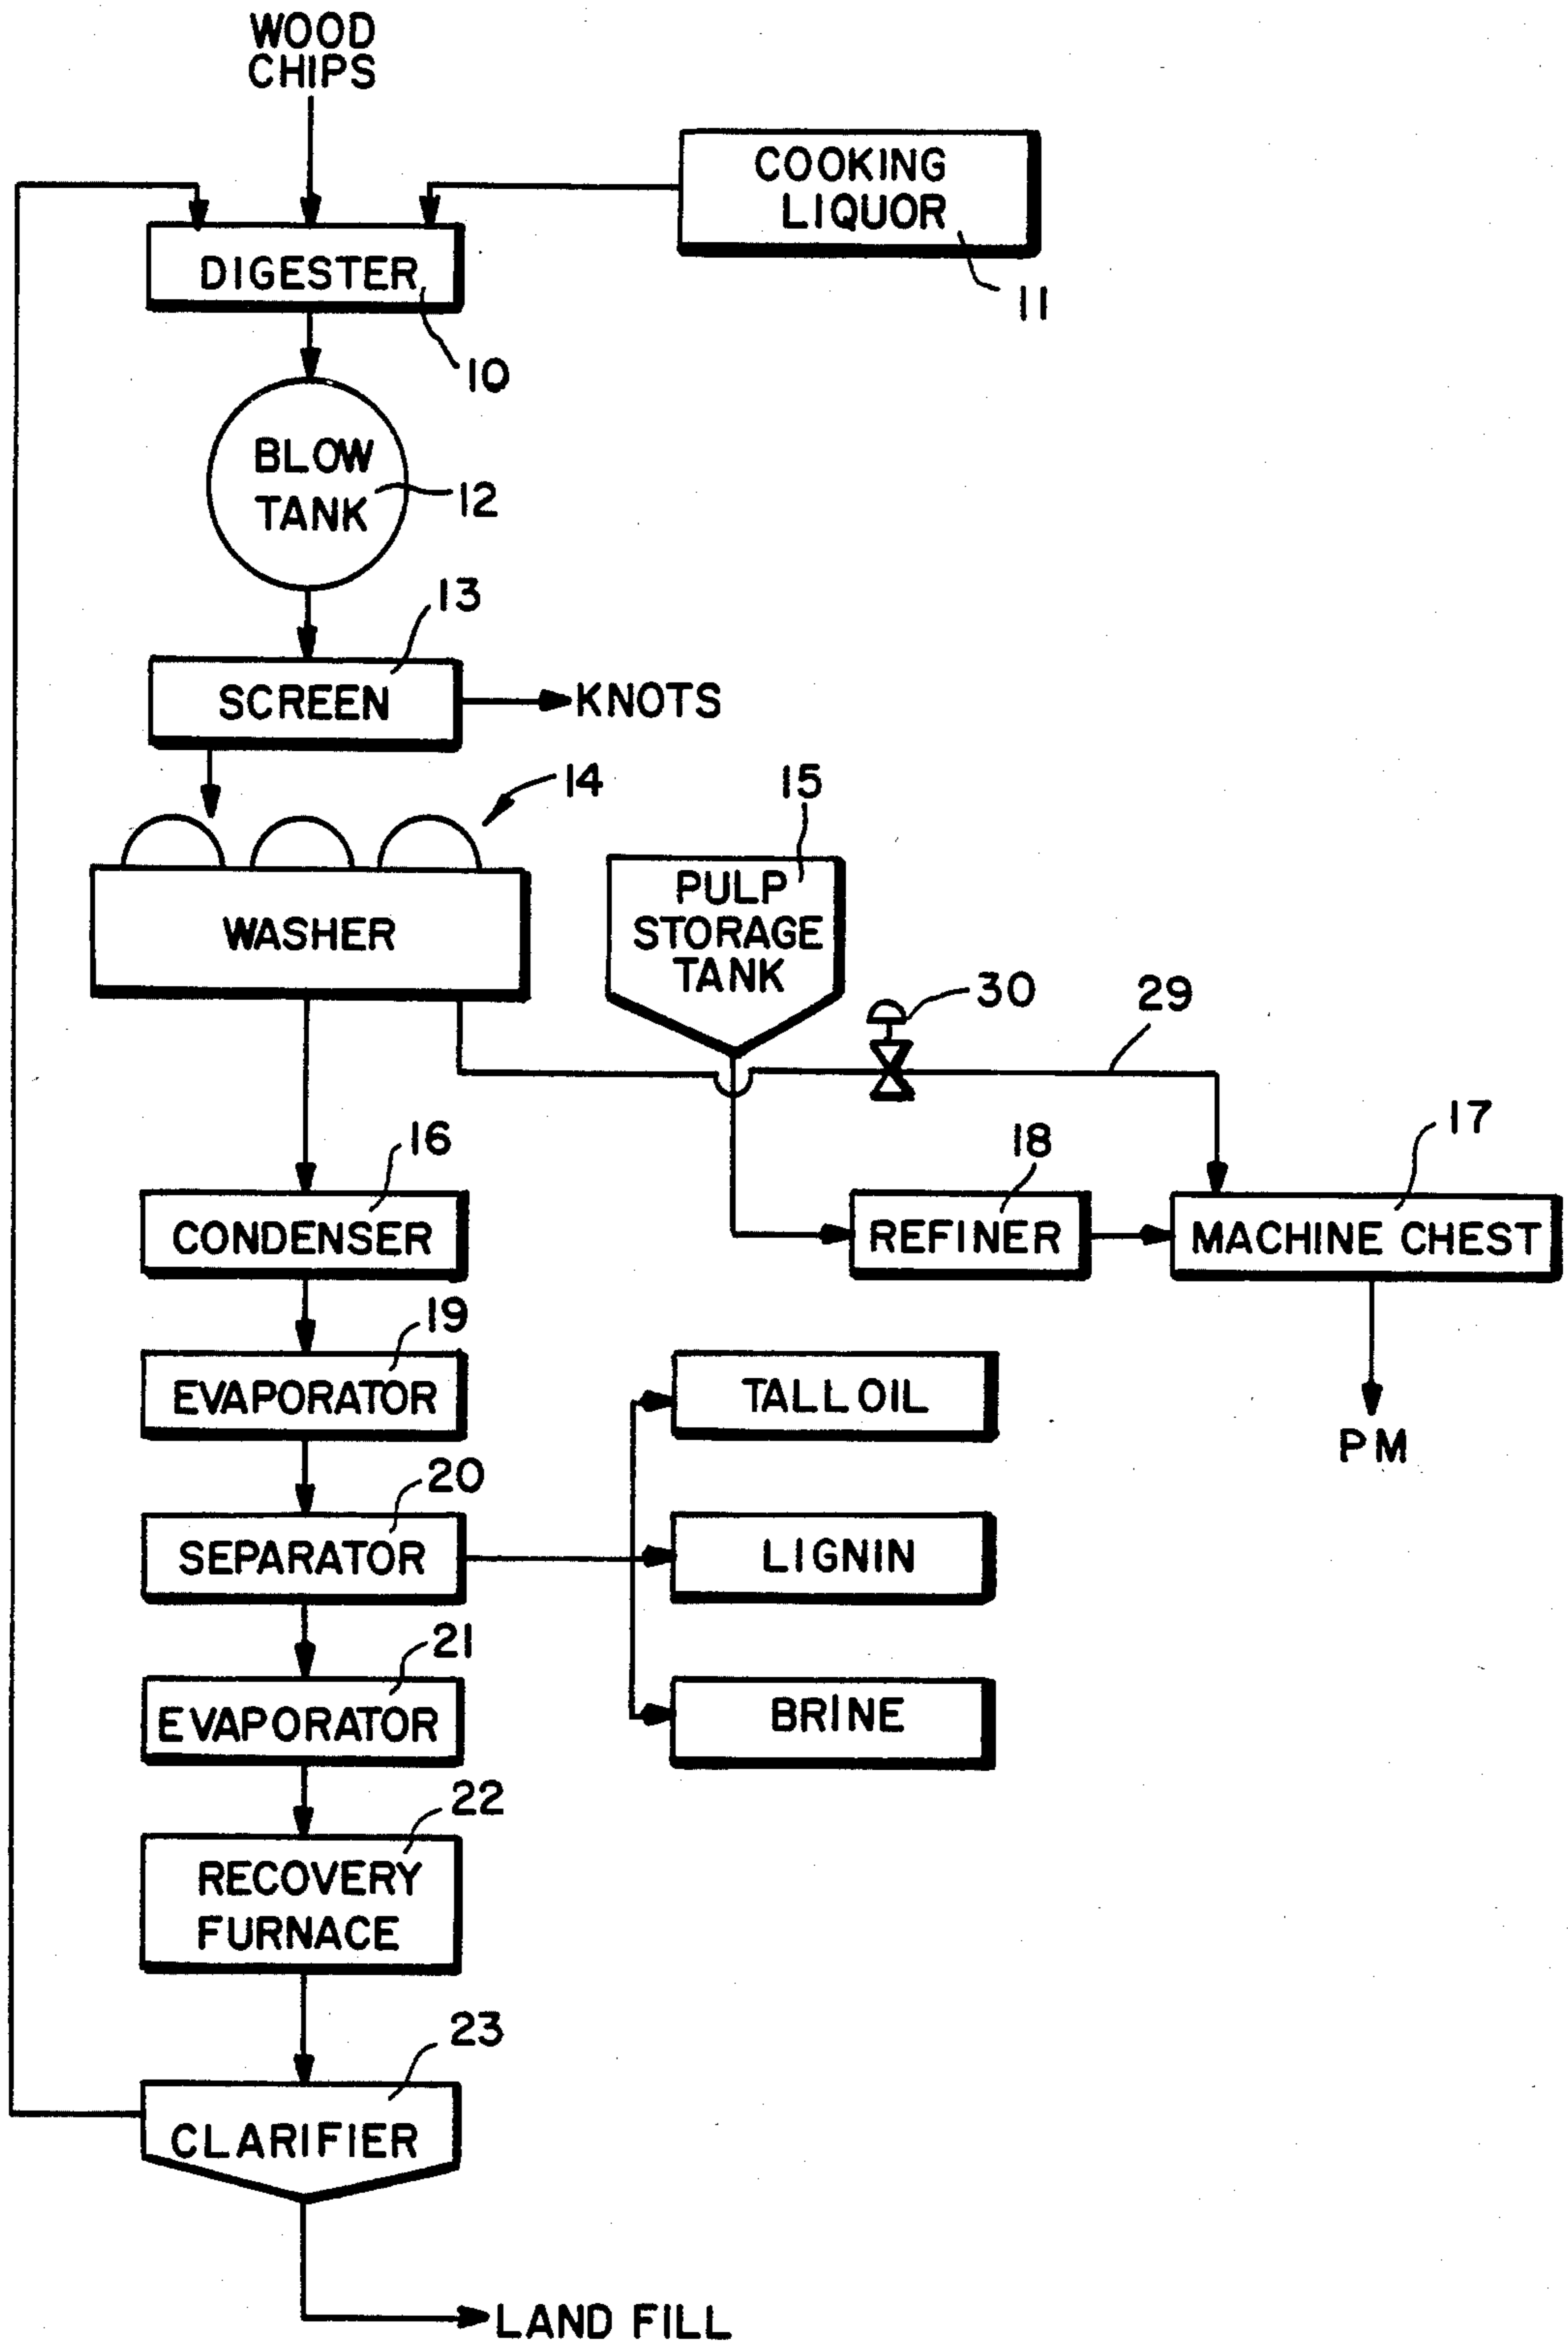 WOOD
CHIPS
COOKING
LIQUOR
11
DIGESTER
10
BLOW
TANK
12
13
SCREEN
KNOTS
14
15
WASHER
PULP
STORAGE
TANK
30
29
16
18
17
CONDENSER
REFINER
MACHINE CHEST
19
EVAPORATOR
TALL OIL
PM
20
SEPARATOR
LIGNIN
21
EVAPORATOR
BRINE
22
RECOVERY
FURNACE
23
CLARIFIER
LAND FILL